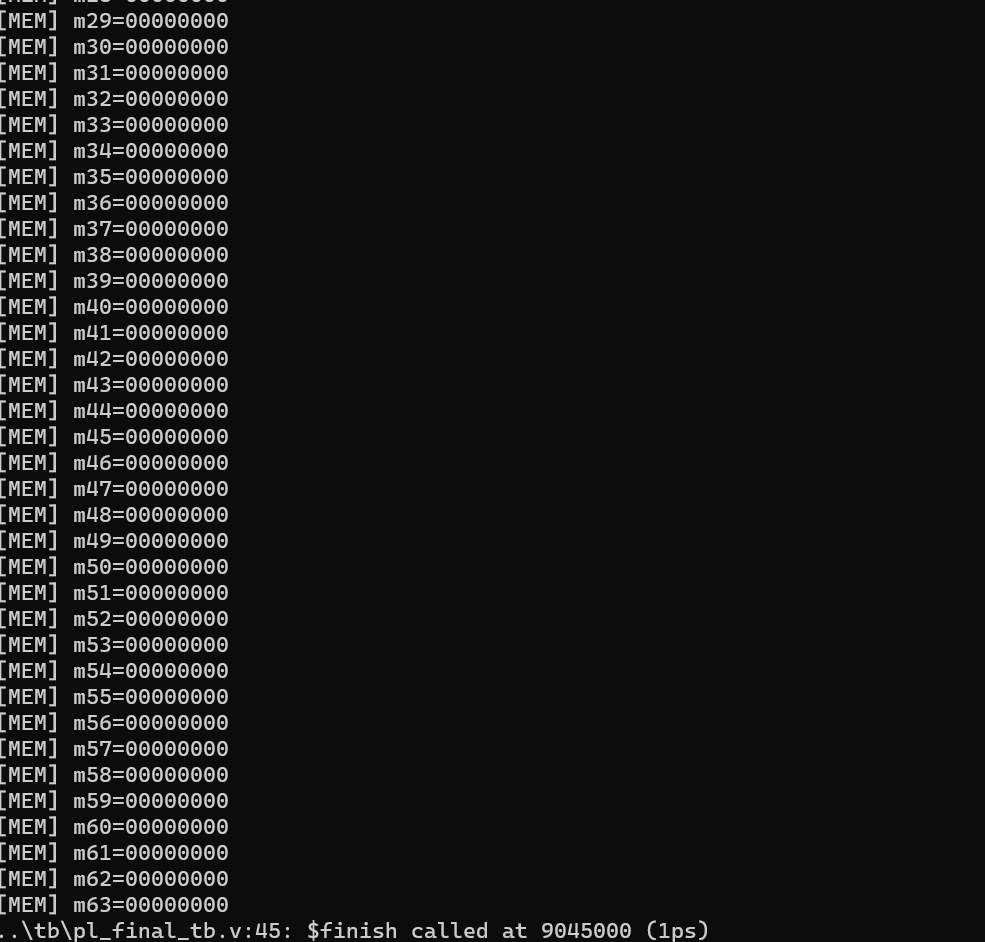 [MEM] m29=00000000
[MEM] m30=00000000
[MEM] m31=00000000
[MEM] m32=00000000
[MEM] m33=00000000
[MEM] m34=00000000
[MEM] m35=00000000
[MEM] m36=00000000
[MEM] m37=00000000
[MEM] m38=00000000
[MEM] m39=00000000
[MEM] m40=00000000
[MEM] m41=00000000
[MEM] m42=00000000
[MEM] m43=00000000
[MEM] m44=00000000
[MEM] m45=00000000
[MEM] m46=00000000
[MEM] m47=00000000
[MEM] m48=00000000
[MEM] m49=00000000
[MEM] m50=00000000
[MEM] m51=00000000
[MEM] m52=00000000
[MEM] m53=00000000
[MEM] m54=00000000
[MEM] m55=00000000
[MEM] m56=00000000
[MEM] m57=00000000
[MEM] m58=00000000
[MEM] m59=00000000
[MEM] m60=00000000
[MEM] m61=00000000
[MEM] m62=00000000
[MEM] m63=00000000
..\tb\pl_final_tb.v:45: $finish called at 9045000 (1ps)